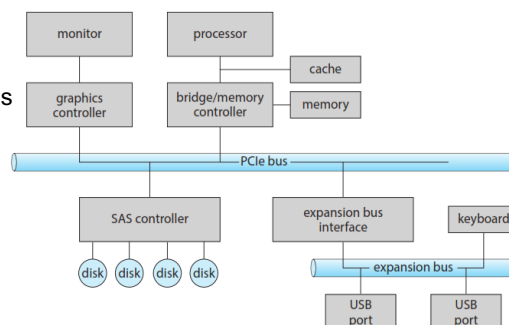 monitor
processor
cache
s
graphics
controller
bridge/memory
controller
memory
PCIe bus
SAS controller
expansion bus
interface
keyboard
disk
disk
disk
disk
expansion bus
USB
port
USB
port